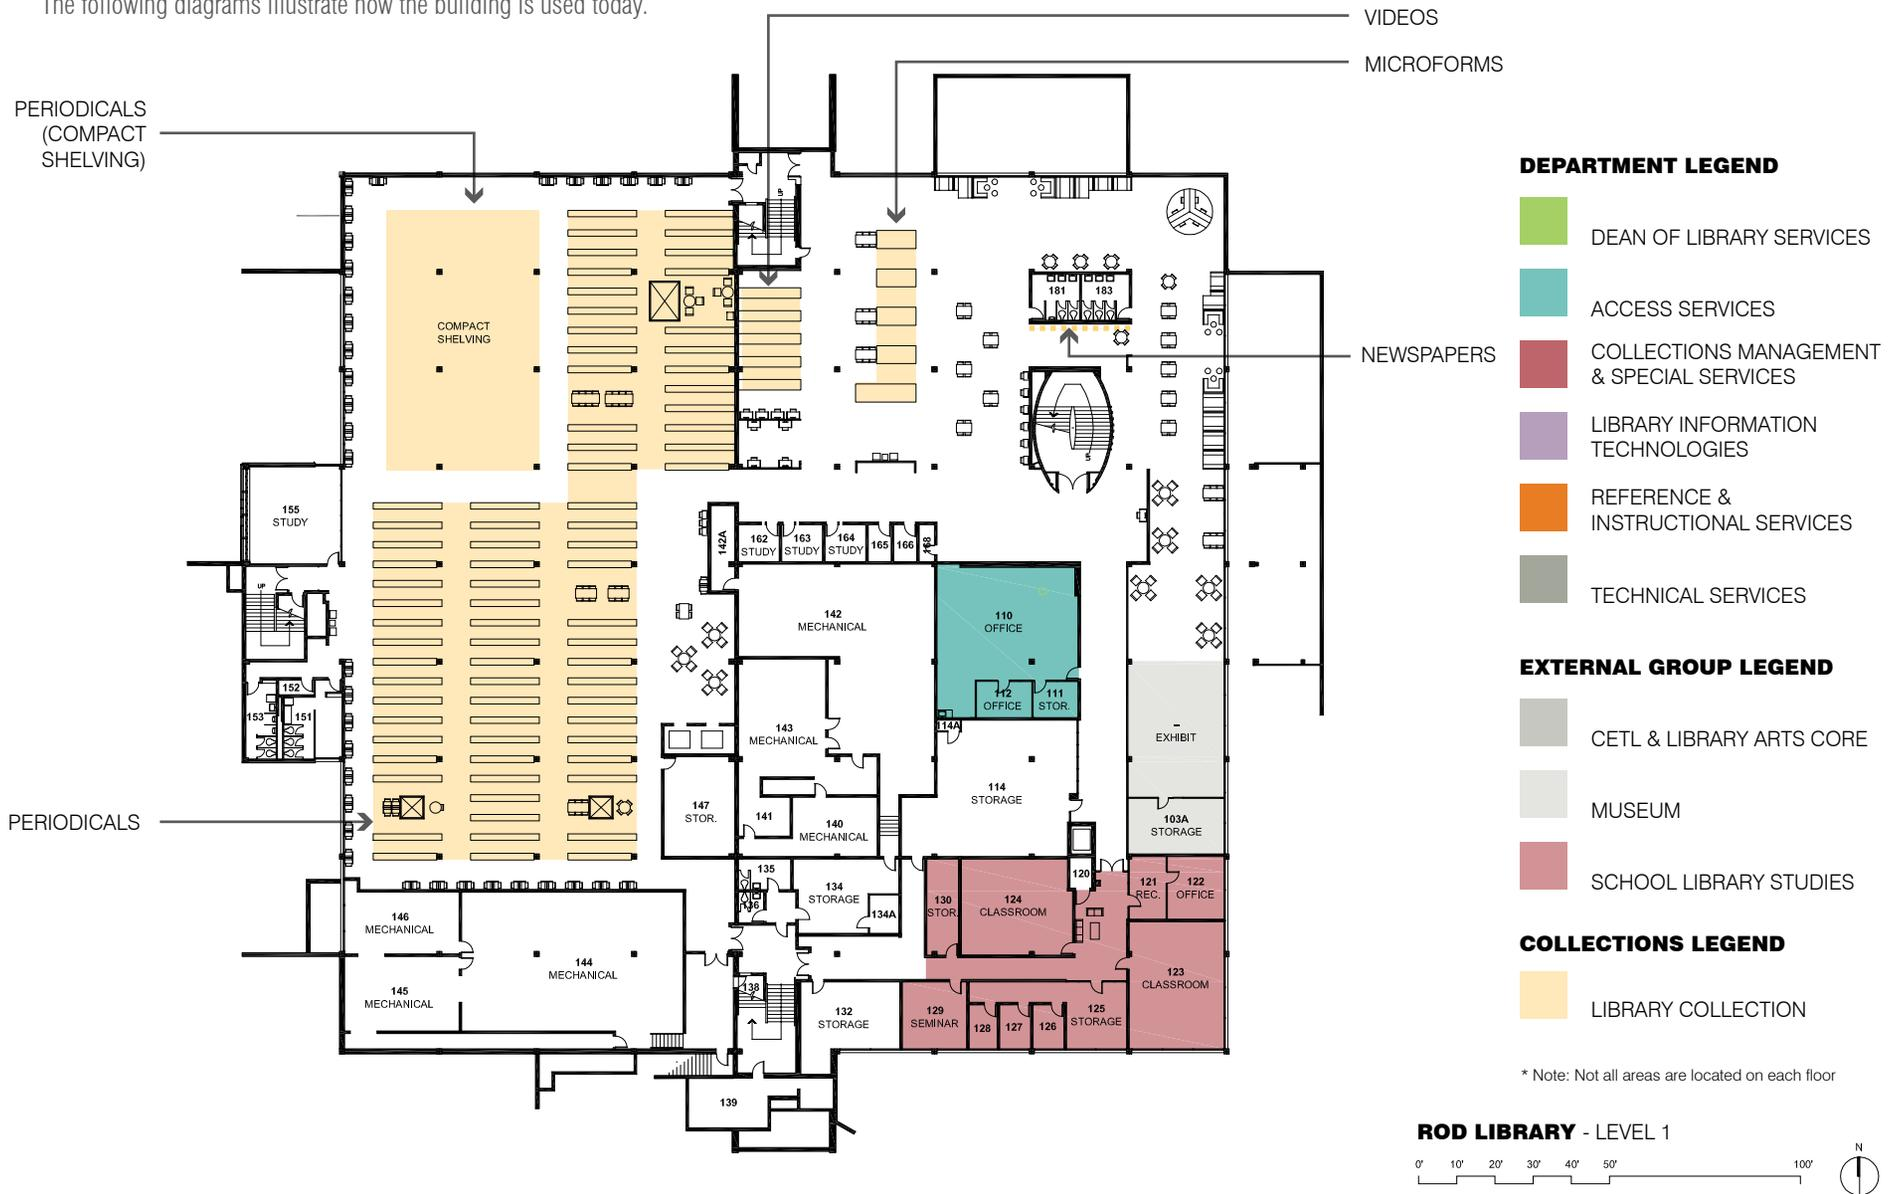 The following diagrams illustrate how the building is used today.
VIDEOS
MICROFORMS
PERIODICALS
(COMPACT
SHELVING)
NEWSPAPERS
PERIODICALS
UP
COMPACT
SHELVING
181
183
155
STUDY
142A
162
STUDY
163
STUDY
164
STUDY
165
166
168
UP
142
MECHANICAL
110
OFFICE
112
OFFICE
111
STOR.
152
153
151
143
MECHANICAL
114A
EXHIBIT
114
STORAGE
147
STOR.
141
140
MECHANICAL
103A
STORAGE
135
136
134
STORAGE
134A
130
STOR.
124
CLASSROOM
120
121
REC.
122
OFFICE
146
MECHANICAL
144
MECHANICAL
145
MECHANICAL
138
132
STORAGE
129
SEMINAR
128
127
126
125
STORAGE
123
CLASSROOM
139
DEPARTMENT LEGEND
DEAN OF LIBRARY SERVICES
ACCESS SERVICES
COLLECTIONS MANAGEMENT
& SPECIAL SERVICES
LIBRARY INFORMATION
TECHNOLOGIES
REFERENCE &
INSTRUCTIONAL SERVICES
TECHNICAL SERVICES
EXTERNAL GROUP LEGEND
CETL & LIBRARY ARTS CORE
MUSEUM
SCHOOL LIBRARY STUDIES
COLLECTIONS LEGEND
LIBRARY COLLECTION
* Note: Not all areas are located on each floor
ROD LIBRARY - LEVEL 1
0' 10' 20' 30' 40' 50' 100'
N